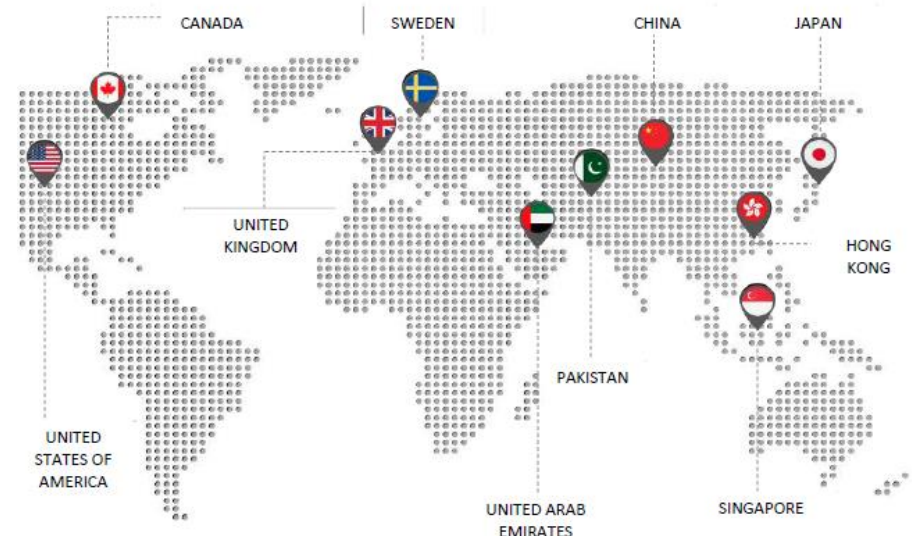 CANADA
SWEDEN
CHINA
JAPAN
UNITED
KINGDOM
HONG
KONG
PAKISTAN
UNITED
STATES OF
AMERICA
UNITED ARAB
EMIRATES
SINGAPORE